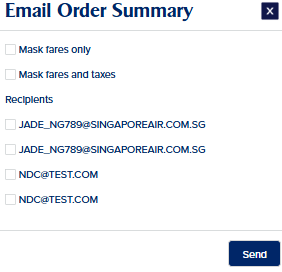 Email Order Summary
X
Mask fares only
Mask fares and taxes
Recipients
JADE_NG789@SINGAPOREAIR.COM.SG
JADE_NG789@SINGAPOREAIR.COM.SG
NDC@TEST.COM
NDC@TEST.COM
Send